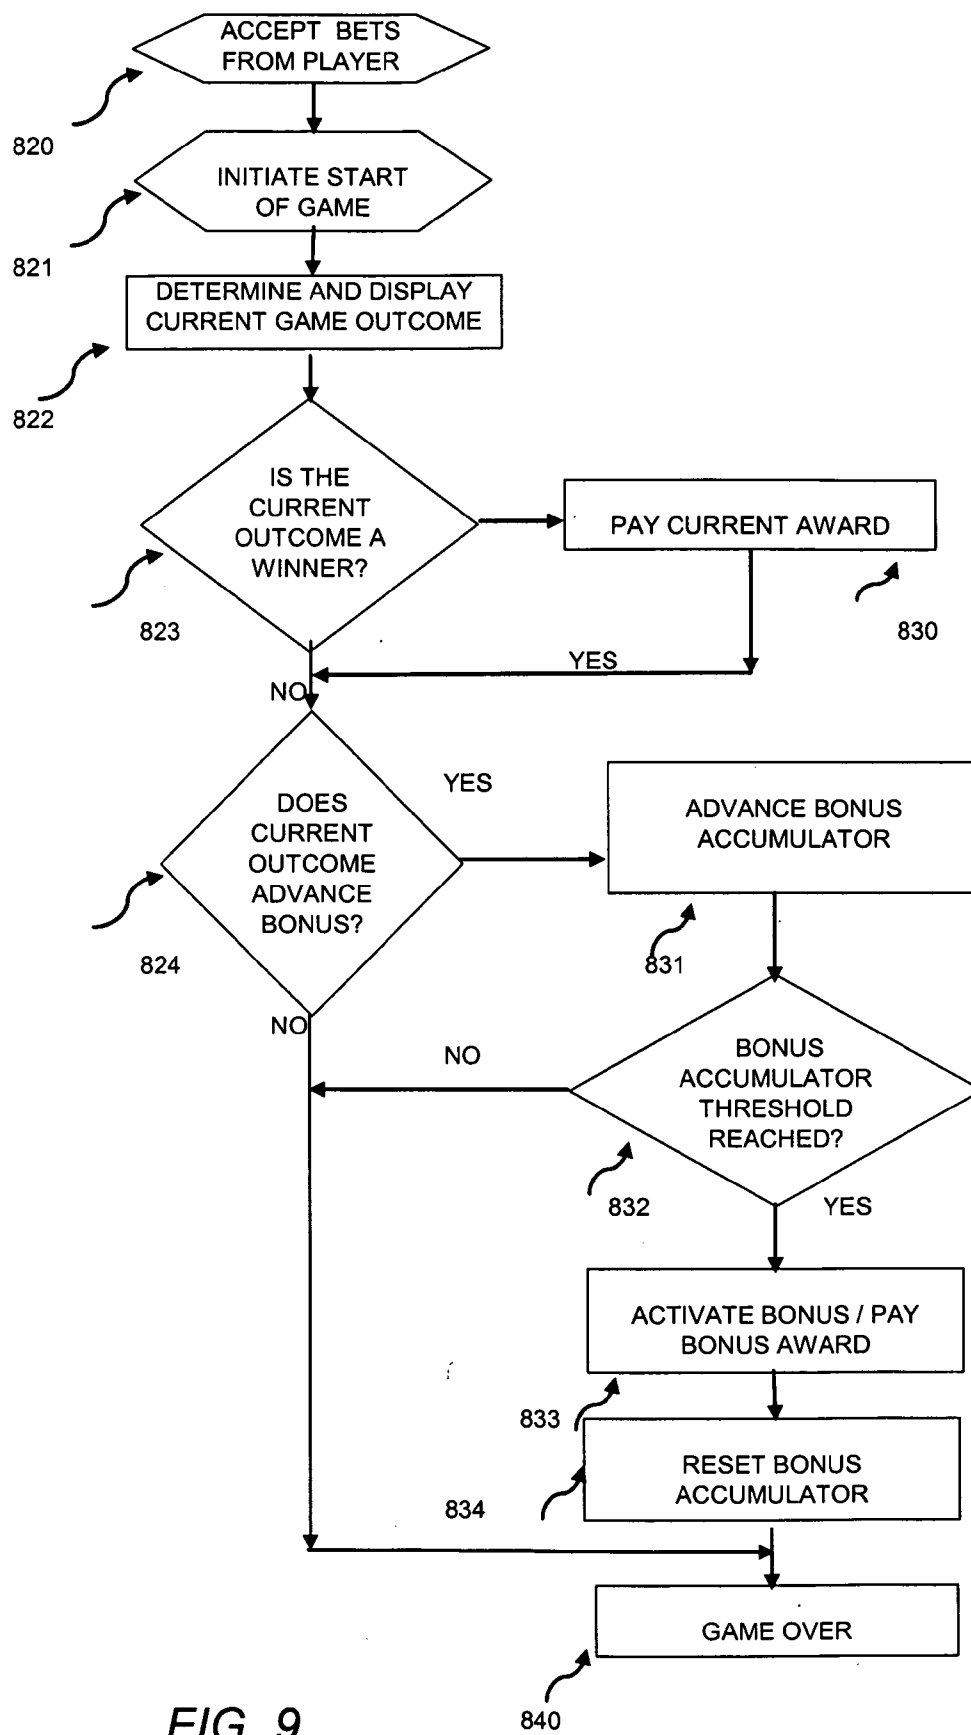 ACCEPT BETS
FROM PLAYER
820
INITIATE START
OF GAME
821
DETERMINE AND DISPLAY
CURRENT GAME OUTCOME
822
IS THE
CURRENT
OUTCOME A
WINNER?
823
PAY CURRENT AWARD
830
YES
NO
DOES
CURRENT
OUTCOME
ADVANCE
BONUS?
824
YES
ADVANCE BONUS
ACCUMULATOR
831
NO
NO
BONUS
ACCUMULATOR
THRESHOLD
REACHED?
832
YES
ACTIVATE BONUS / PAY
BONUS AWARD
833
RESET BONUS
ACCUMULATOR
834
GAME OVER
840
FIG. 9